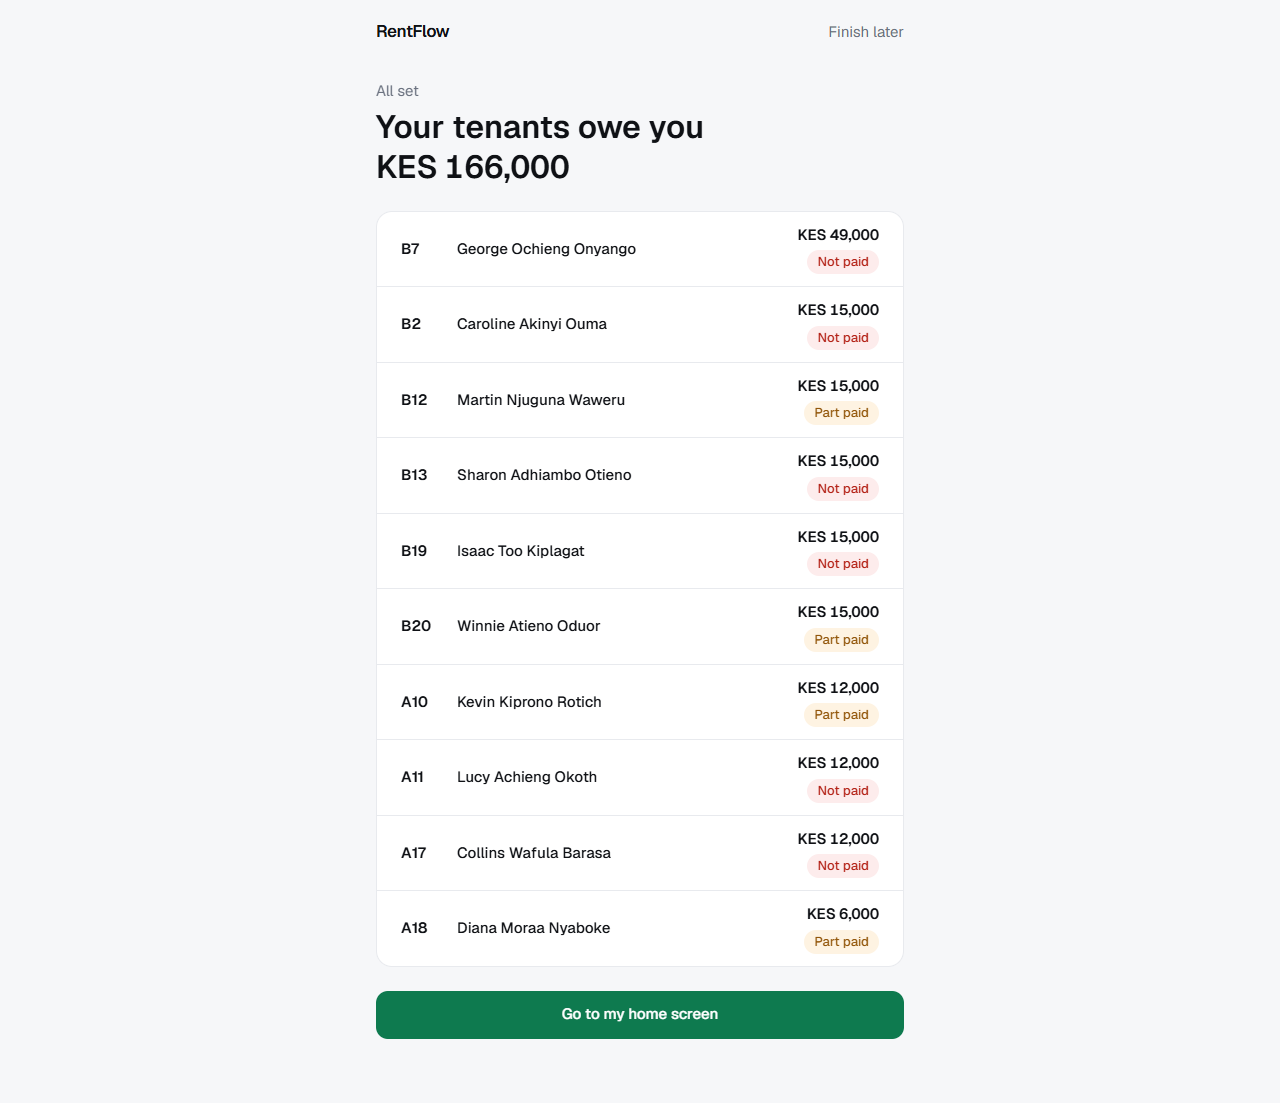 RentFlow
Finish later
All set
Your tenants owe you
KES 166,000
B7 George Ochieng Onyango KES 49,000
Not paid
B2 Caroline Akinyi Ouma KES 15,000
Not paid
B12 Martin Njuguna Waweru KES 15,000
Part paid
B13 Sharon Adhiambo Otieno KES 15,000
Not paid
B19 Isaac Too Kiplagat KES 15,000
Not paid
B20 Winnie Atieno Oduor KES 15,000
Part paid
A10 Kevin Kiprono Rotich KES 12,000
Part paid
A11 Lucy Achieng Okoth KES 12,000
Not paid
A17 Collins Wafula Barasa KES 12,000
Not paid
A18 Diana Moraa Nyaboke KES 6,000
Part paid
Go to my home screen